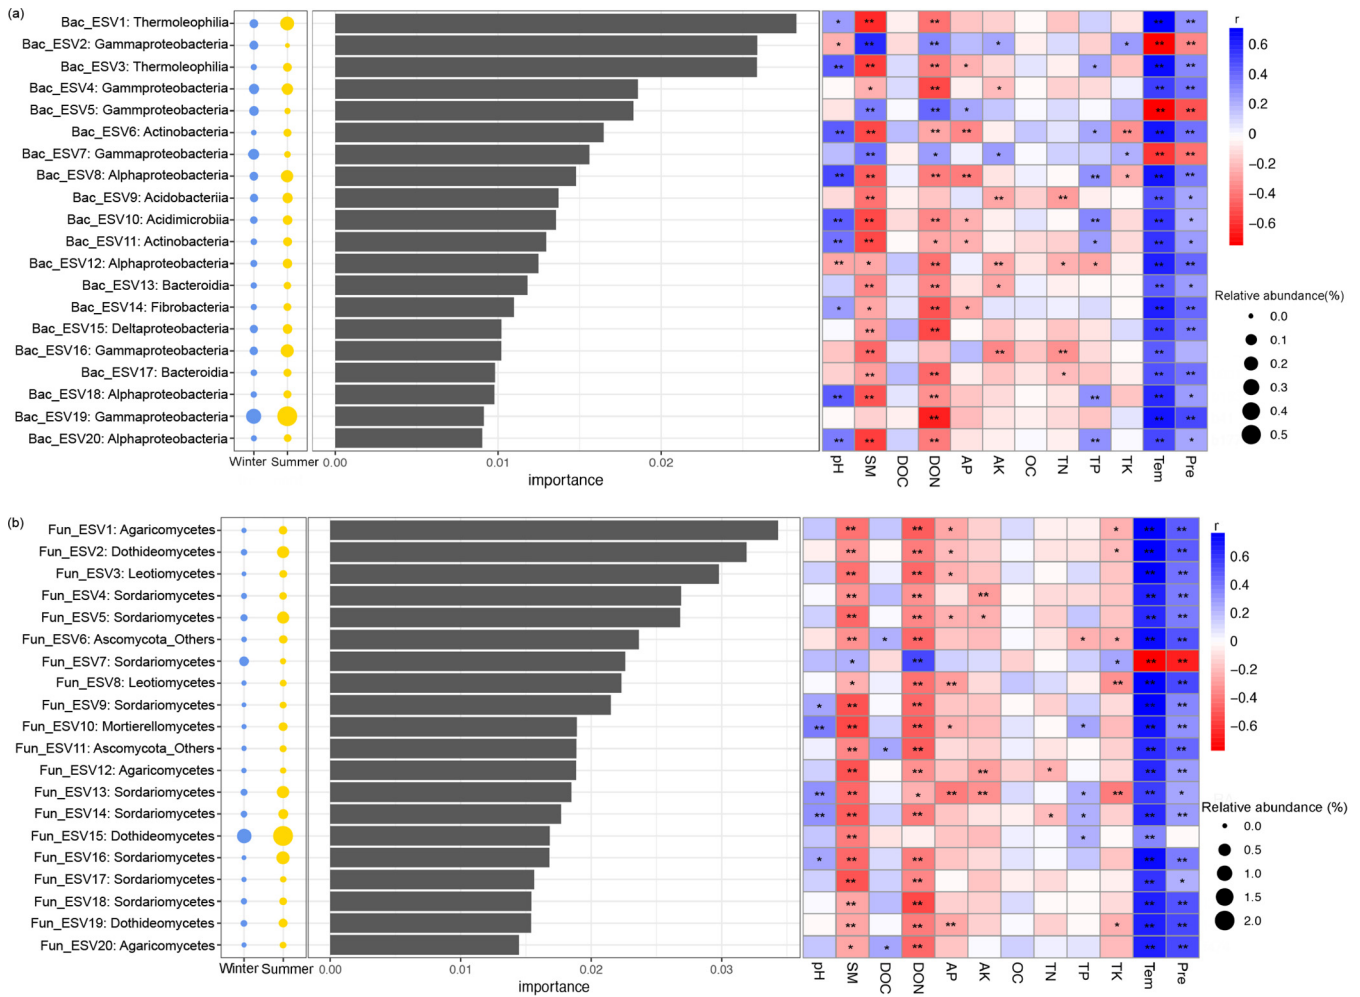 (a)
Bac_ESV1: Thermoleophilia
Bac_ESV2: Gammaproteobacteria
Bac_ESV3: Thermoleophilia
Bac_ESV4: Gammproteobacteria
Bac_ESV5: Gammproteobacteria
Bac_ESV6: Actinobacteria
Bac_ESV7: Gammaproteobacteria
Bac_ESV8: Alphaproteobacteria
Bac_ESV9: Acidobacteriia
Bac_ESV10: Acidimicrobiia
Bac_ESV11: Actinobacteria
Bac_ESV12: Alphaproteobacteria
Bac_ESV13: Bacteroidia
Bac_ESV14: Fibrobacteria
Bac_ESV15: Deltaproteobacteria
Bac_ESV16: Gammaproteobacteria
Bac_ESV17: Bacteroidia
Bac_ESV18: Alphaproteobacteria
Bac_ESV19: Gammaproteobacteria
Bac_ESV20: Alphaproteobacteria
Winter Summer
0.00 0.01 0.02
importance
pH SM DOC DON AP AK OC TN TP TK Tem Pre
r
0.6
0.4
0.2
0
−0.2
−0.4
−0.6
Relative abundance(%)
0.0
0.1
0.2
0.3
0.4
0.5
(b)
Fun_ESV1: Agaricomycetes
Fun_ESV2: Dothideomycetes
Fun_ESV3: Leotiomycetes
Fun_ESV4: Sordariomycetes
Fun_ESV5: Sordariomycetes
Fun_ESV6: Ascomycota_Others
Fun_ESV7: Sordariomycetes
Fun_ESV8: Leotiomycetes
Fun_ESV9: Sordariomycetes
Fun_ESV10: Mortierellomycetes
Fun_ESV11: Ascomycota_Others
Fun_ESV12: Agaricomycetes
Fun_ESV13: Sordariomycetes
Fun_ESV14: Sordariomycetes
Fun_ESV15: Dothideomycetes
Fun_ESV16: Sordariomycetes
Fun_ESV17: Sordariomycetes
Fun_ESV18: Sordariomycetes
Fun_ESV19: Dothideomycetes
Fun_ESV20: Agaricomycetes
Winter Summer
0.00 0.01 0.02 0.03
importance
pH SM DOC DON AP AK OC TN TP TK Tem Pre
r
0.6
0.4
0.2
0
−0.2
−0.4
−0.6
Relative abundance (%)
0.0
0.5
1.0
1.5
2.0